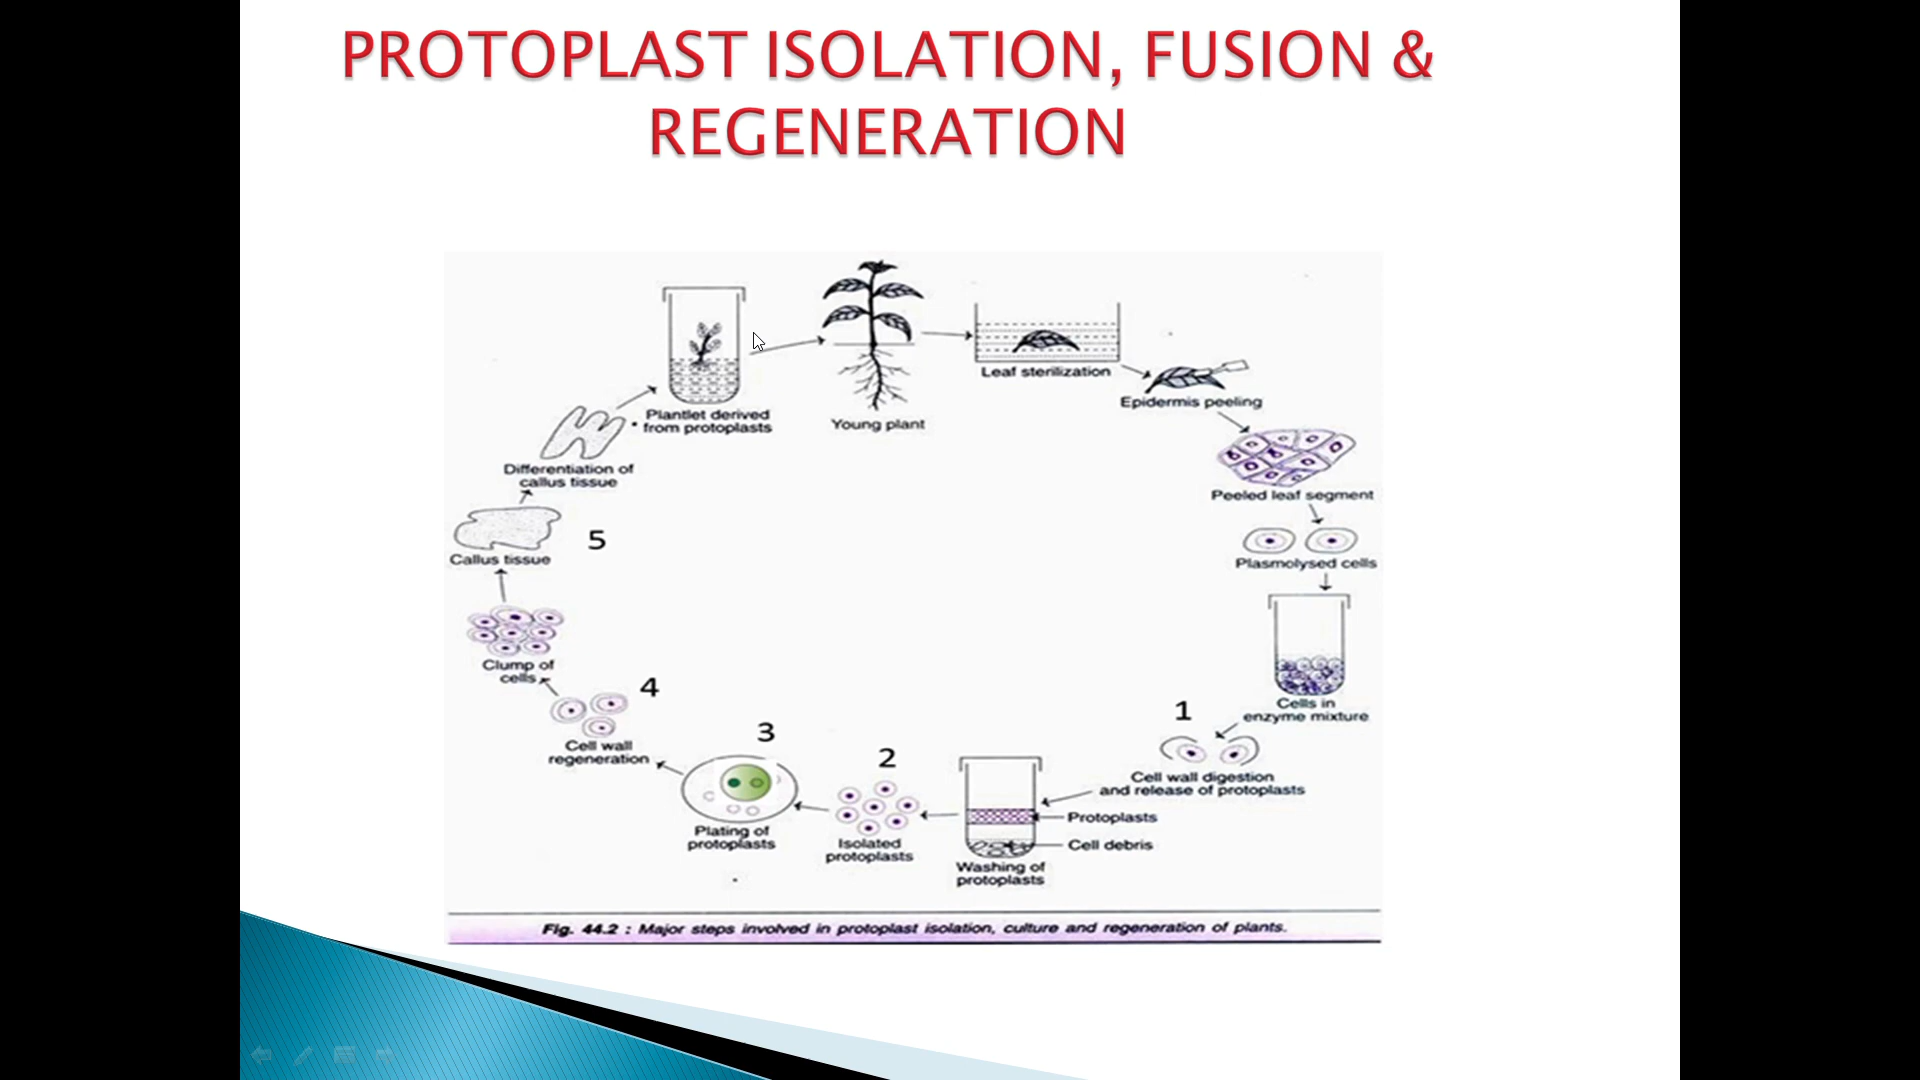 PROTOPLAST ISOLATION, FUSION &
REGENERATION
Plantlet derived
from protoplasts
Young plant
Leaf sterilization
Epidermis peeling
Peeled leaf segment
Plasmolysed cells
Cells in
enzyme mixture
1
Cell wall digestion
and release of protoplasts
Protoplasts
Cell debris
Washing of
protoplasts
2
Isolated
protoplasts
3
Plating of
protoplasts
4
Cell wall
regeneration
Clump of
cells
5
Callus tissue
Differentiation of
callus tissue
Fig. 44.2 : Major steps involved in protoplast isolation, culture and regeneration of plants.